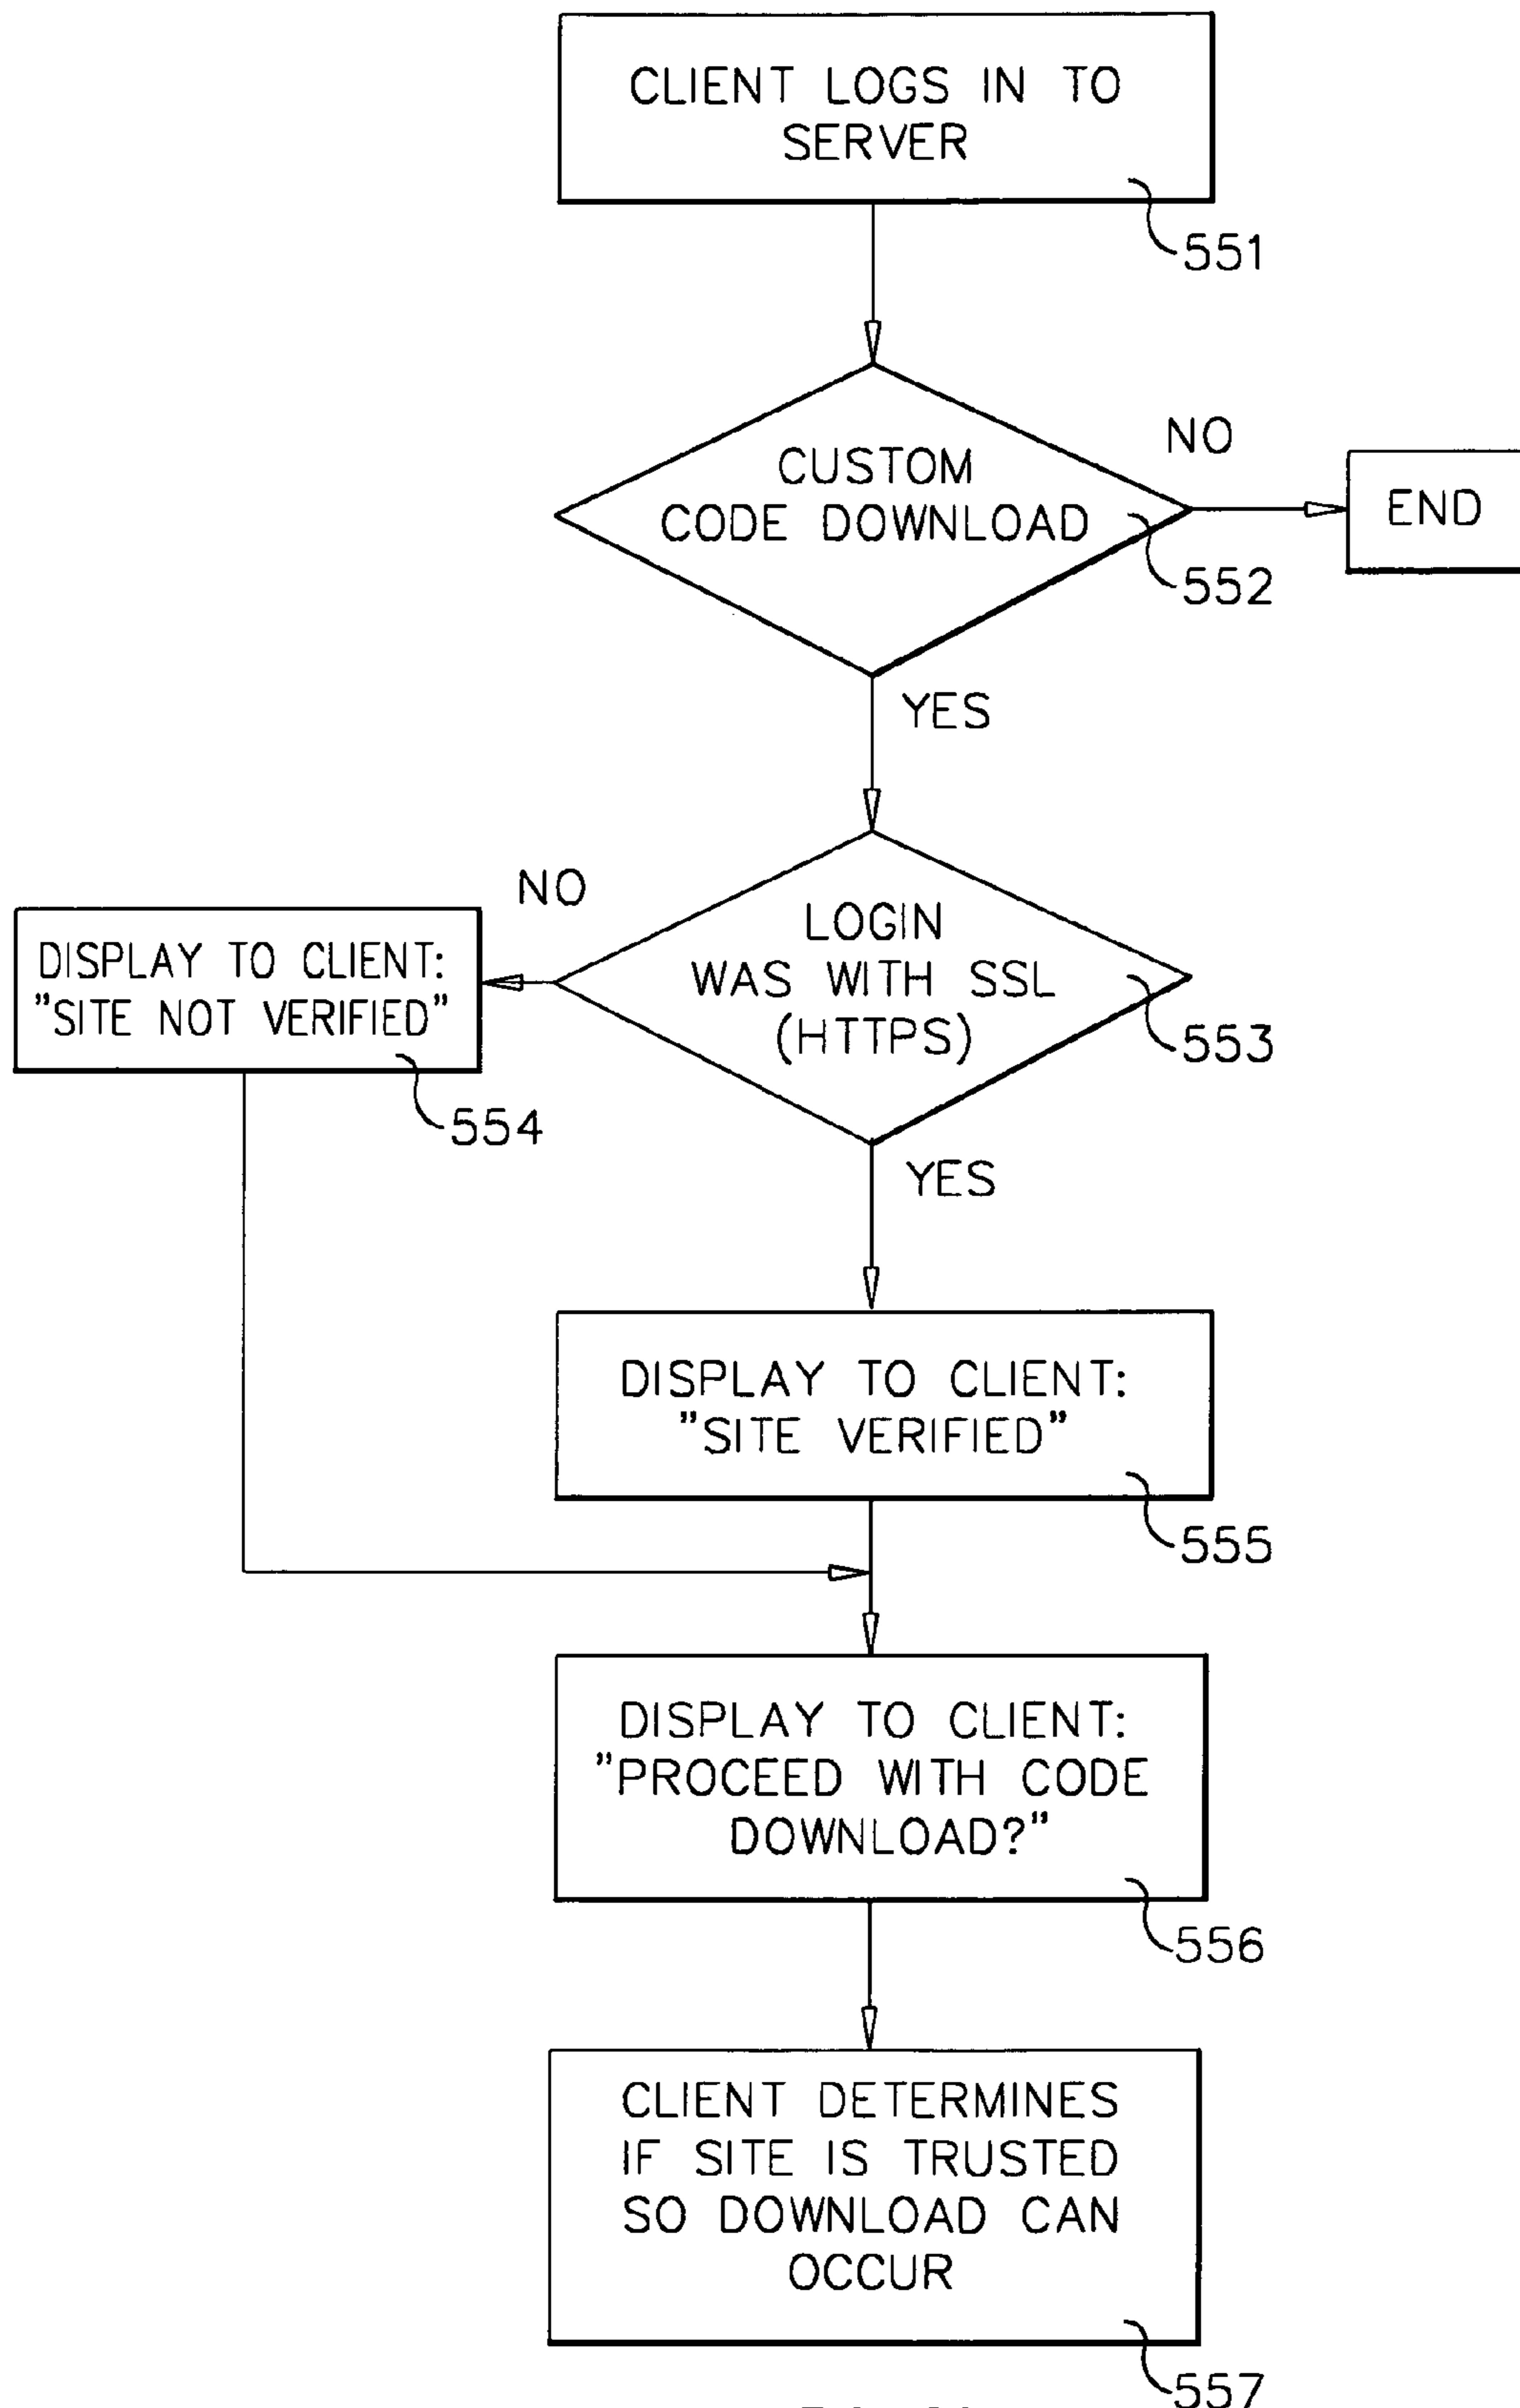 CLIENT LOGS IN TO
SERVER
551
CUSTOM
CODE DOWNLOAD
552
NO
END
YES
LOGIN
WAS WITH SSL
(HTTPS)
553
NO
DISPLAY TO CLIENT:
"SITE NOT VERIFIED"
554
YES
DISPLAY TO CLIENT:
"SITE VERIFIED"
555
DISPLAY TO CLIENT:
"PROCEED WITH CODE
DOWNLOAD?"
556
CLIENT DETERMINES
IF SITE IS TRUSTED
SO DOWNLOAD CAN
OCCUR
557